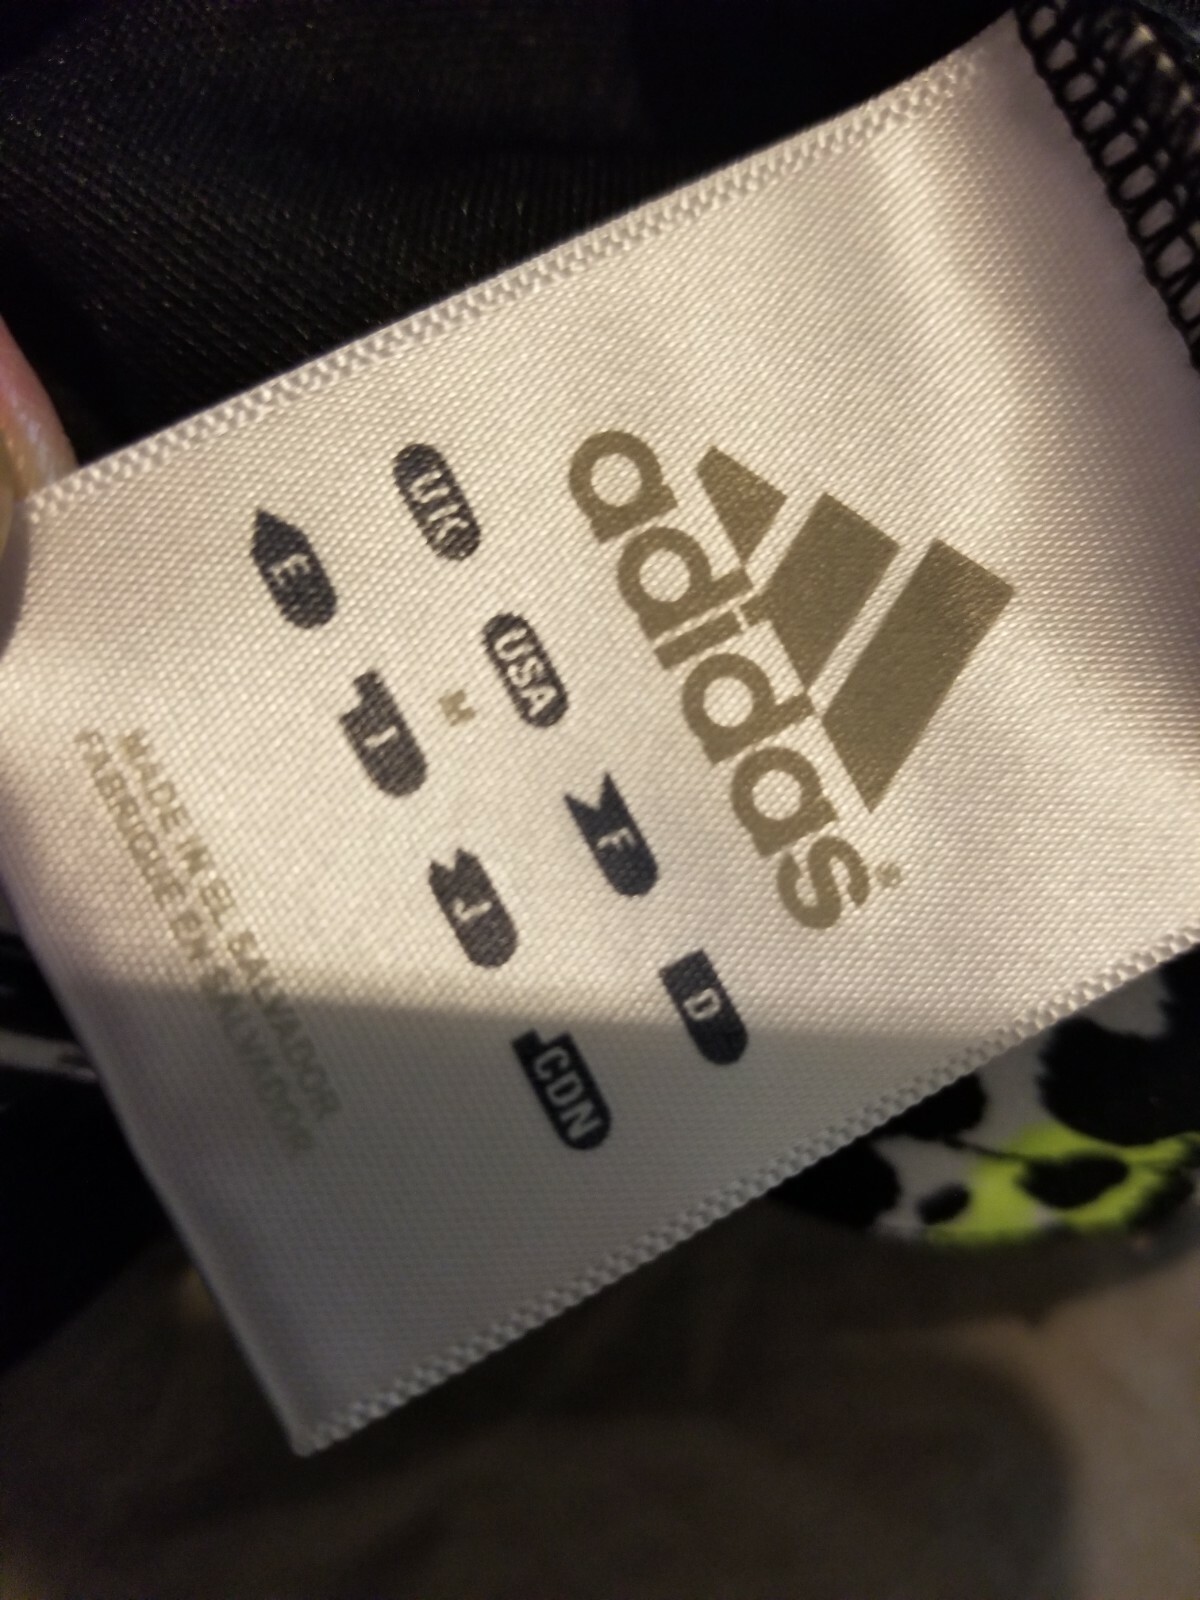 adidas®
UK USA F D
M
E I J CDN
MADE IN EL SALVADOR
FABRIQUÉ EN SALVADOR